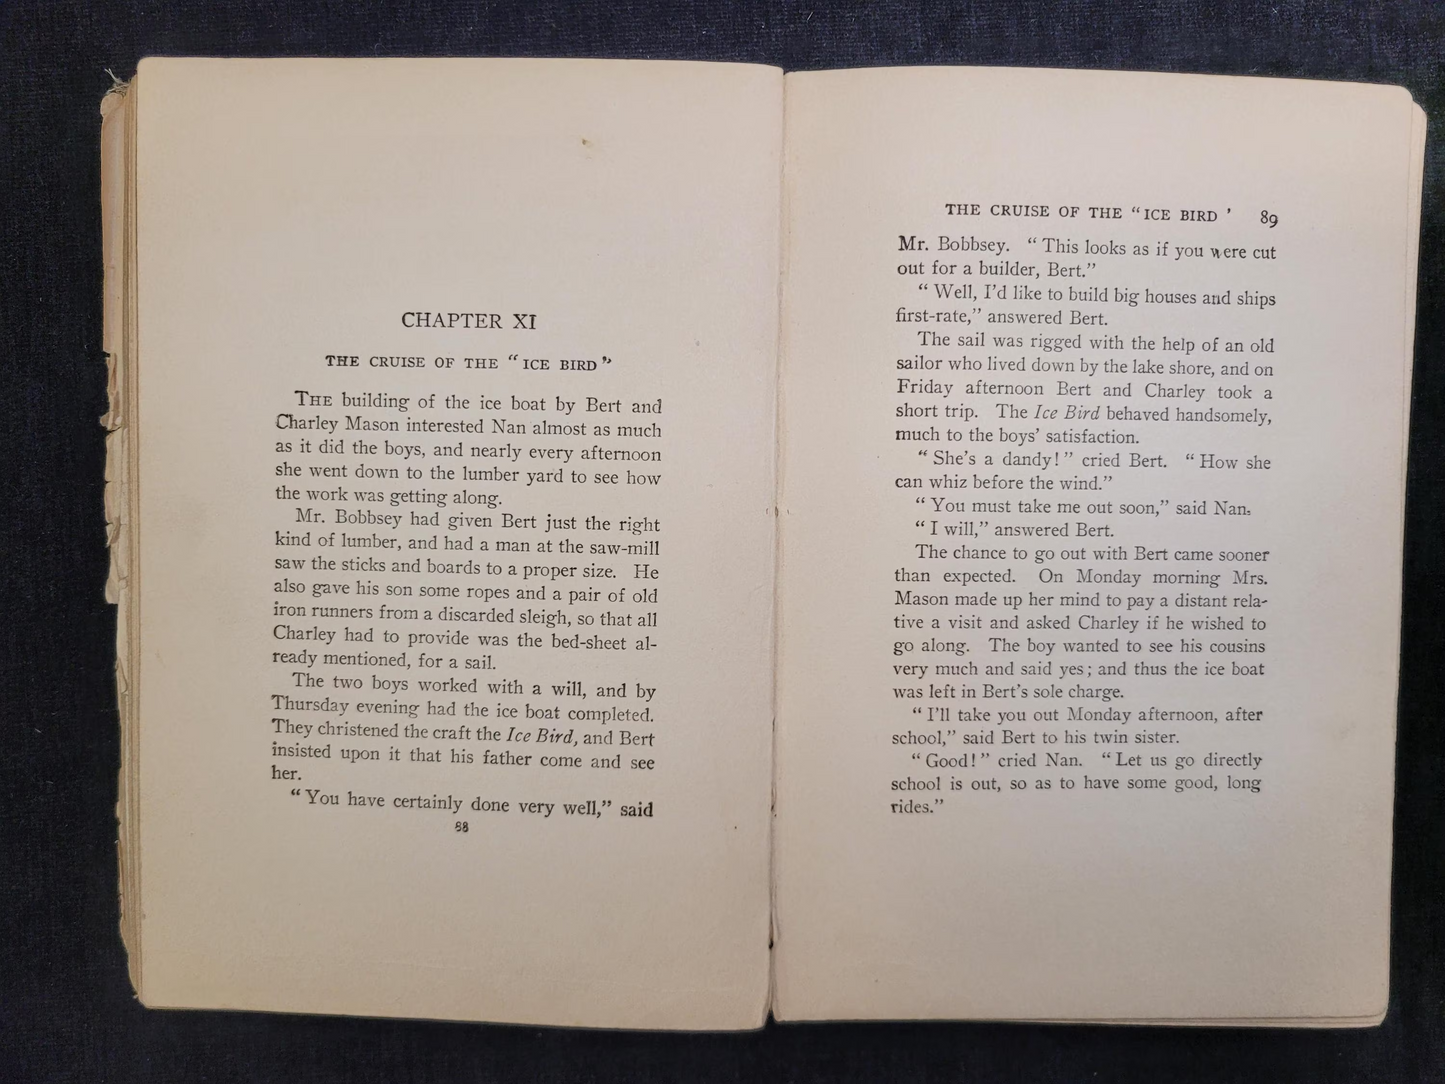 CHAPTER XI
THE CRUISE OF THE “ICE BIRD”
THE building of the ice boat by Bert and
Charley Mason interested Nan almost as much
as it did the boys, and nearly every afternoon
she went down to the lumber yard to see how
the work was getting along.
Mr. Bobbsey had given Bert just the right
kind of lumber, and had a man at the saw-mill
saw the sticks and boards to a proper size. He
also gave his son some ropes and a pair of old
iron runners from a discarded sleigh, so that all
Charley had to provide was the bed-sheet al-
ready mentioned, for a sail.
The two boys worked with a will, and by
Thursday evening had the ice boat completed.
They christened the craft the Ice Bird, and Bert
insisted upon it that his father come and see
her.
“You have certainly done very well,” said
88
THE CRUISE OF THE “ICE BIRD ’ 89
Mr. Bobbsey. “This looks as if you were cut
out for a builder, Bert.”
“Well, I’d like to build big houses and ships
first-rate,” answered Bert.
The sail was rigged with the help of an old
sailor who lived down by the lake shore, and on
Friday afternoon Bert and Charley took a
short trip. The Ice Bird behaved handsomely,
much to the boys’ satisfaction.
“She’s a dandy!” cried Bert. “How she
can whiz before the wind.”
“You must take me out soon,” said Nan.
“I will,” answered Bert.
The chance to go out with Bert came sooner
than expected. On Monday morning Mrs.
Mason made up her mind to pay a distant rela-
tive a visit and asked Charley if he wished to
go along. The boy wanted to see his cousins
very much and said yes; and thus the ice boat
was left in Bert’s sole charge.
“I’ll take you out Monday afternoon, after
school,” said Bert to his twin sister.
“Good!” cried Nan. “Let us go directly
school is out, so as to have some good, long
rides.”